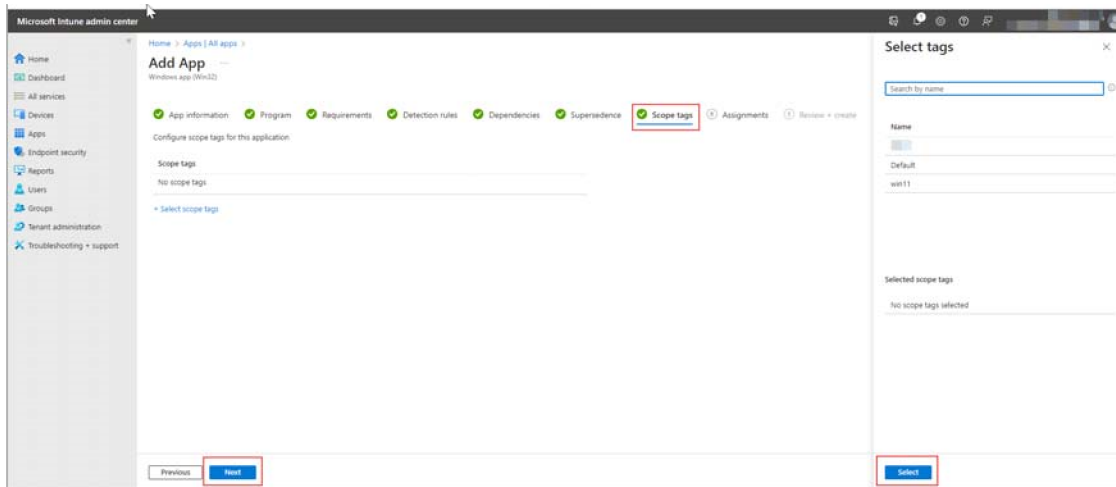 Microsoft Intune admin center
Home
Dashboard
All services
Devices
Apps
Endpoint security
Reports
Users
Groups
Tenant administration
Troubleshooting + support
Home > Apps | All apps >
Add App ...
Windows app (Win32)
App information Program Requirements Detection rules Dependencies Supersedence Scope tags 8 Assignments 9 Review + create
Configure scope tags for this application
Scope tags
No scope tags
+ Select scope tags
Previous Next
Select tags
Search by name
Name
Default
win11
Selected scope tags
No scope tags selected
Select